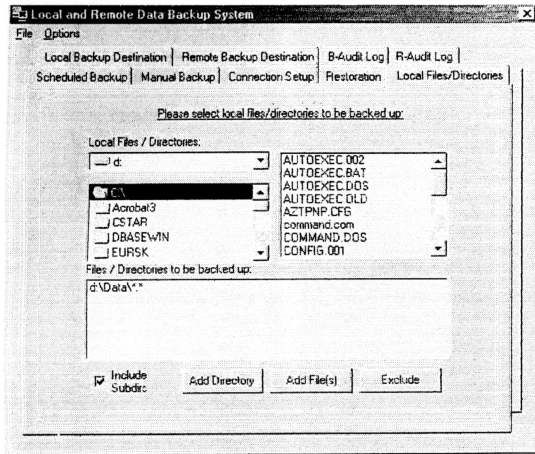 Local and Remote Data Backup System
File Options
Local Backup Destination Remote Backup Destination B-Audit Log R-Audit Log
Scheduled Backup Manual Backup Connection Setup Restoration Local Files/Directories
Please select local files/directories to be backed up:
Local Files / Directories:
d:
C:\
Acrobat3
CSTAR
DBASEWIN
EURSK
AUTOEXEC.002
AUTOEXEC.BAT
AUTOEXEC.DOS
AUTOEXEC.OLD
AZTPNP.CFG
command.com
COMMAND.DOS
CONFIG.001
Files / Directories to be backed up:
d:\Data\*.*
Include
Subdirs
Add Directory Add File(s) Exclude